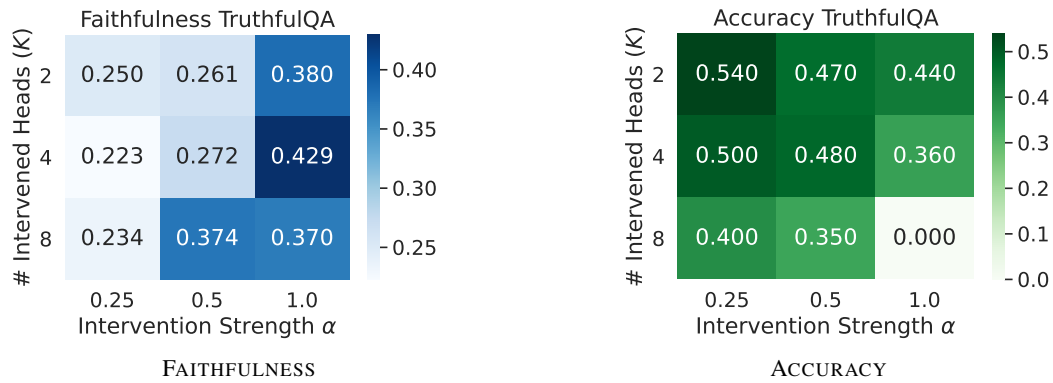 Faithfulness TruthfulQA
# Intervened Heads (K)
2 0.250 0.261 0.380
4 0.223 0.272 0.429
8 0.234 0.374 0.370
0.25 0.5 1.0
Intervention Strength α
0.40
0.35
0.30
0.25
FAITHFULNESS
Accuracy TruthfulQA
# Intervened Heads (K)
2 0.540 0.470 0.440
4 0.500 0.480 0.360
8 0.400 0.350 0.000
0.25 0.5 1.0
Intervention Strength α
0.5
0.4
0.3
0.2
0.1
0.0
ACCURACY